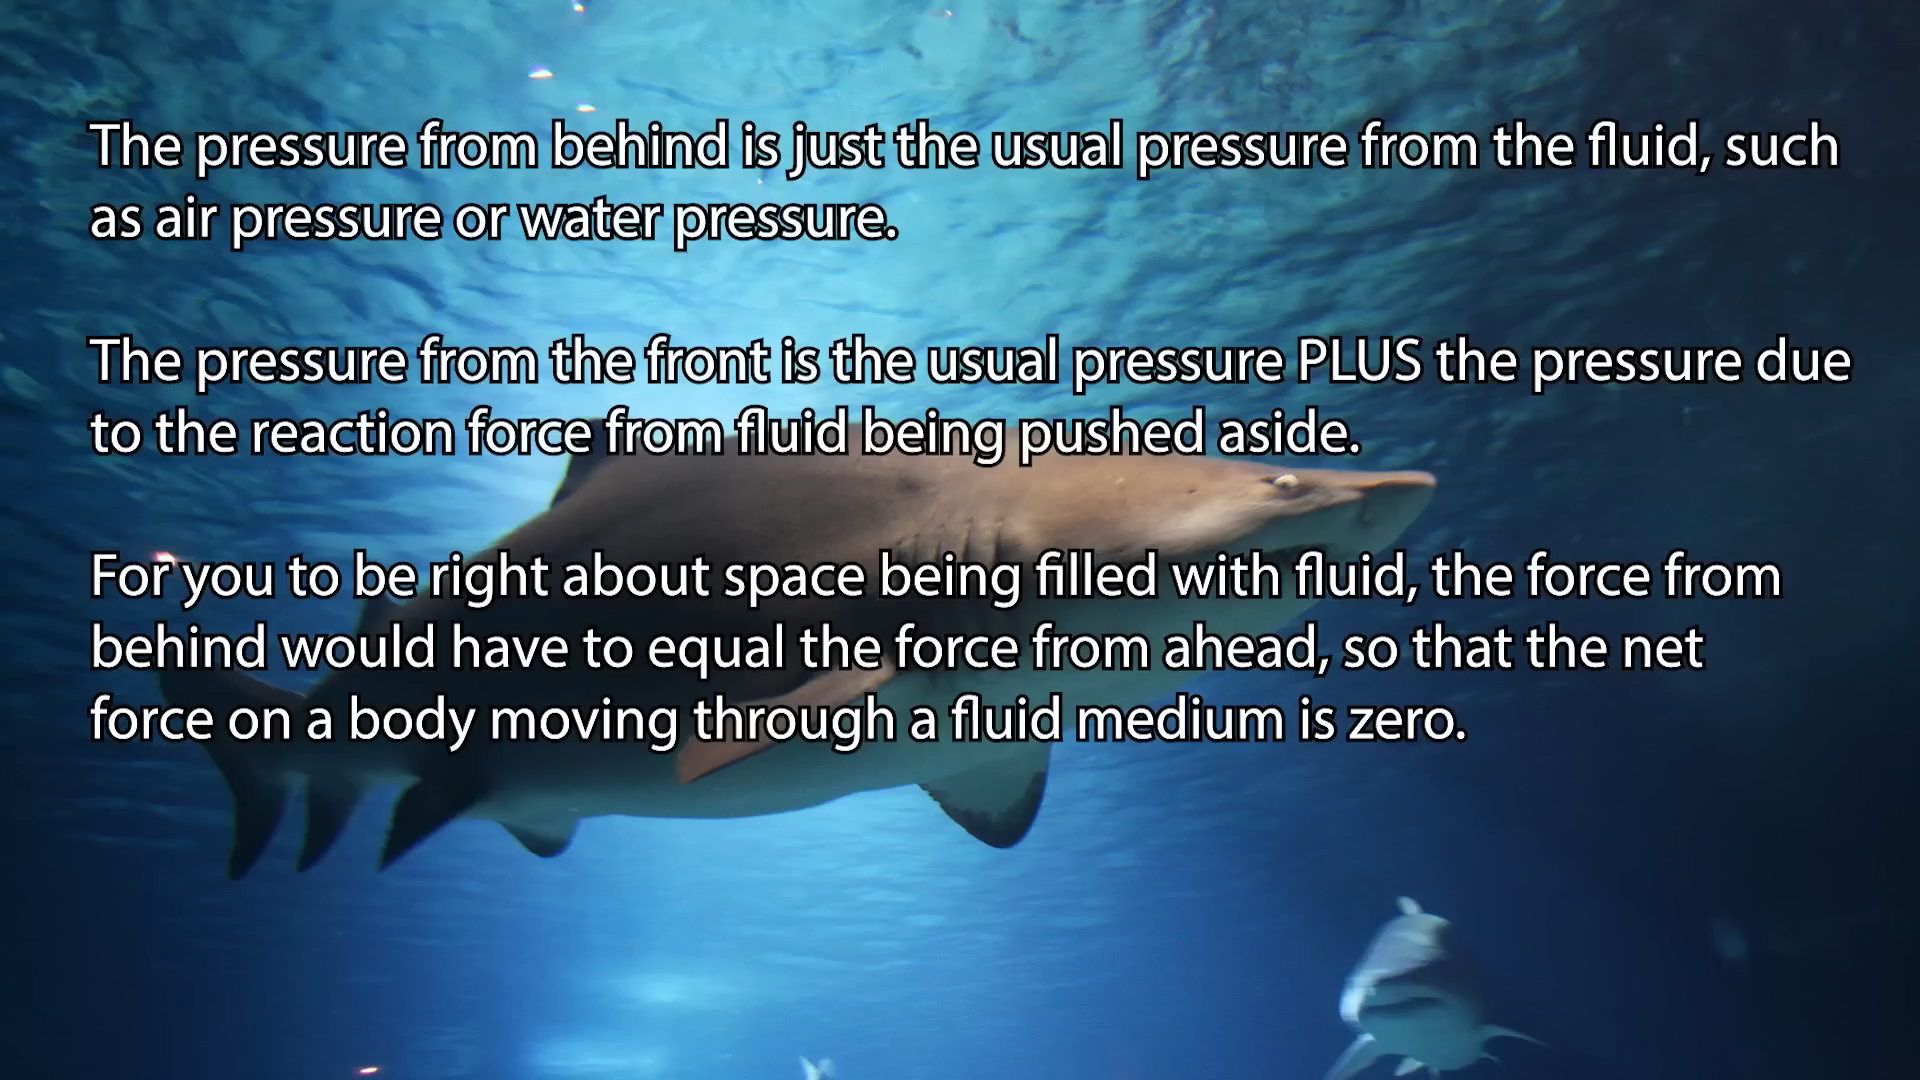 The pressure from behind is just the usual pressure from the fluid, such
as air pressure or water pressure.
The pressure from the front is the usual pressure PLUS the pressure due
to the reaction force from fluid being pushed aside.
For you to be right about space being filled with fluid, the force from
behind would have to equal the force from ahead, so that the net
force on a body moving through a fluid medium is zero.